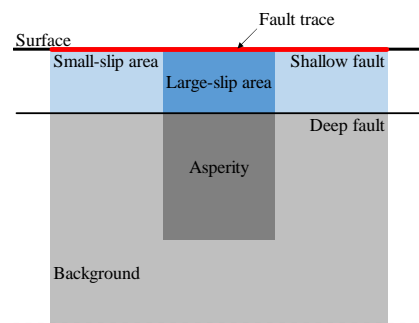 Fault trace
Surface
Small-slip area
Shallow fault
Large-slip area
Deep fault
Asperity
Background